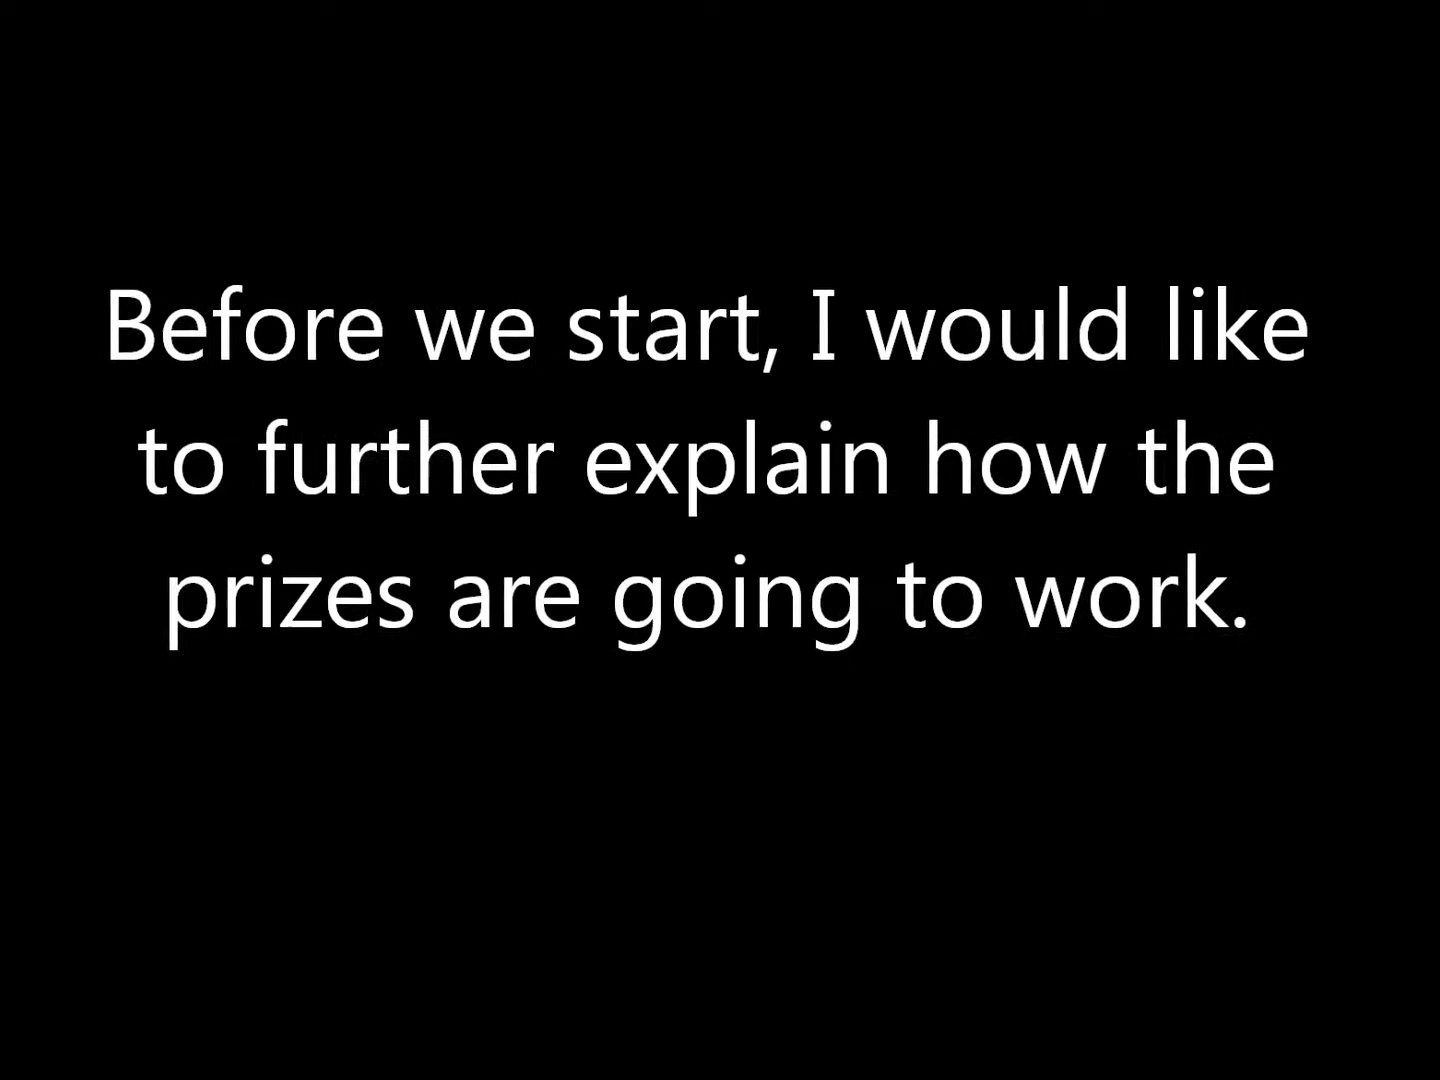 Before we start, I would like
to further explain how the
prizes are going to work.